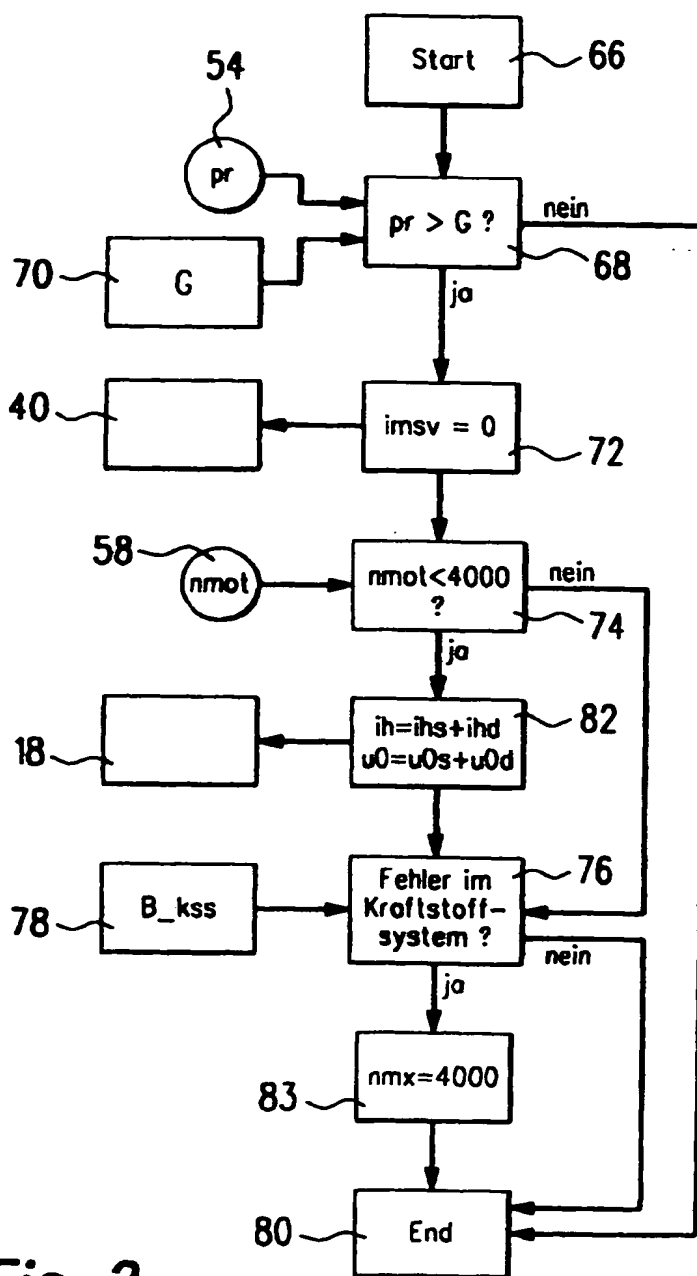 54
Start
66
pr
pr > G ?
nein
70
G
68
ja
40
imsv = 0
72
58
nmot
nmot<4000
?
nein
74
ja
18
ih=ihs+ihd
u0=u0s+u0d
82
78
B_kss
Fehler im
Kraftstoff-
system ?
76
nein
ja
83
nmx=4000
80
End